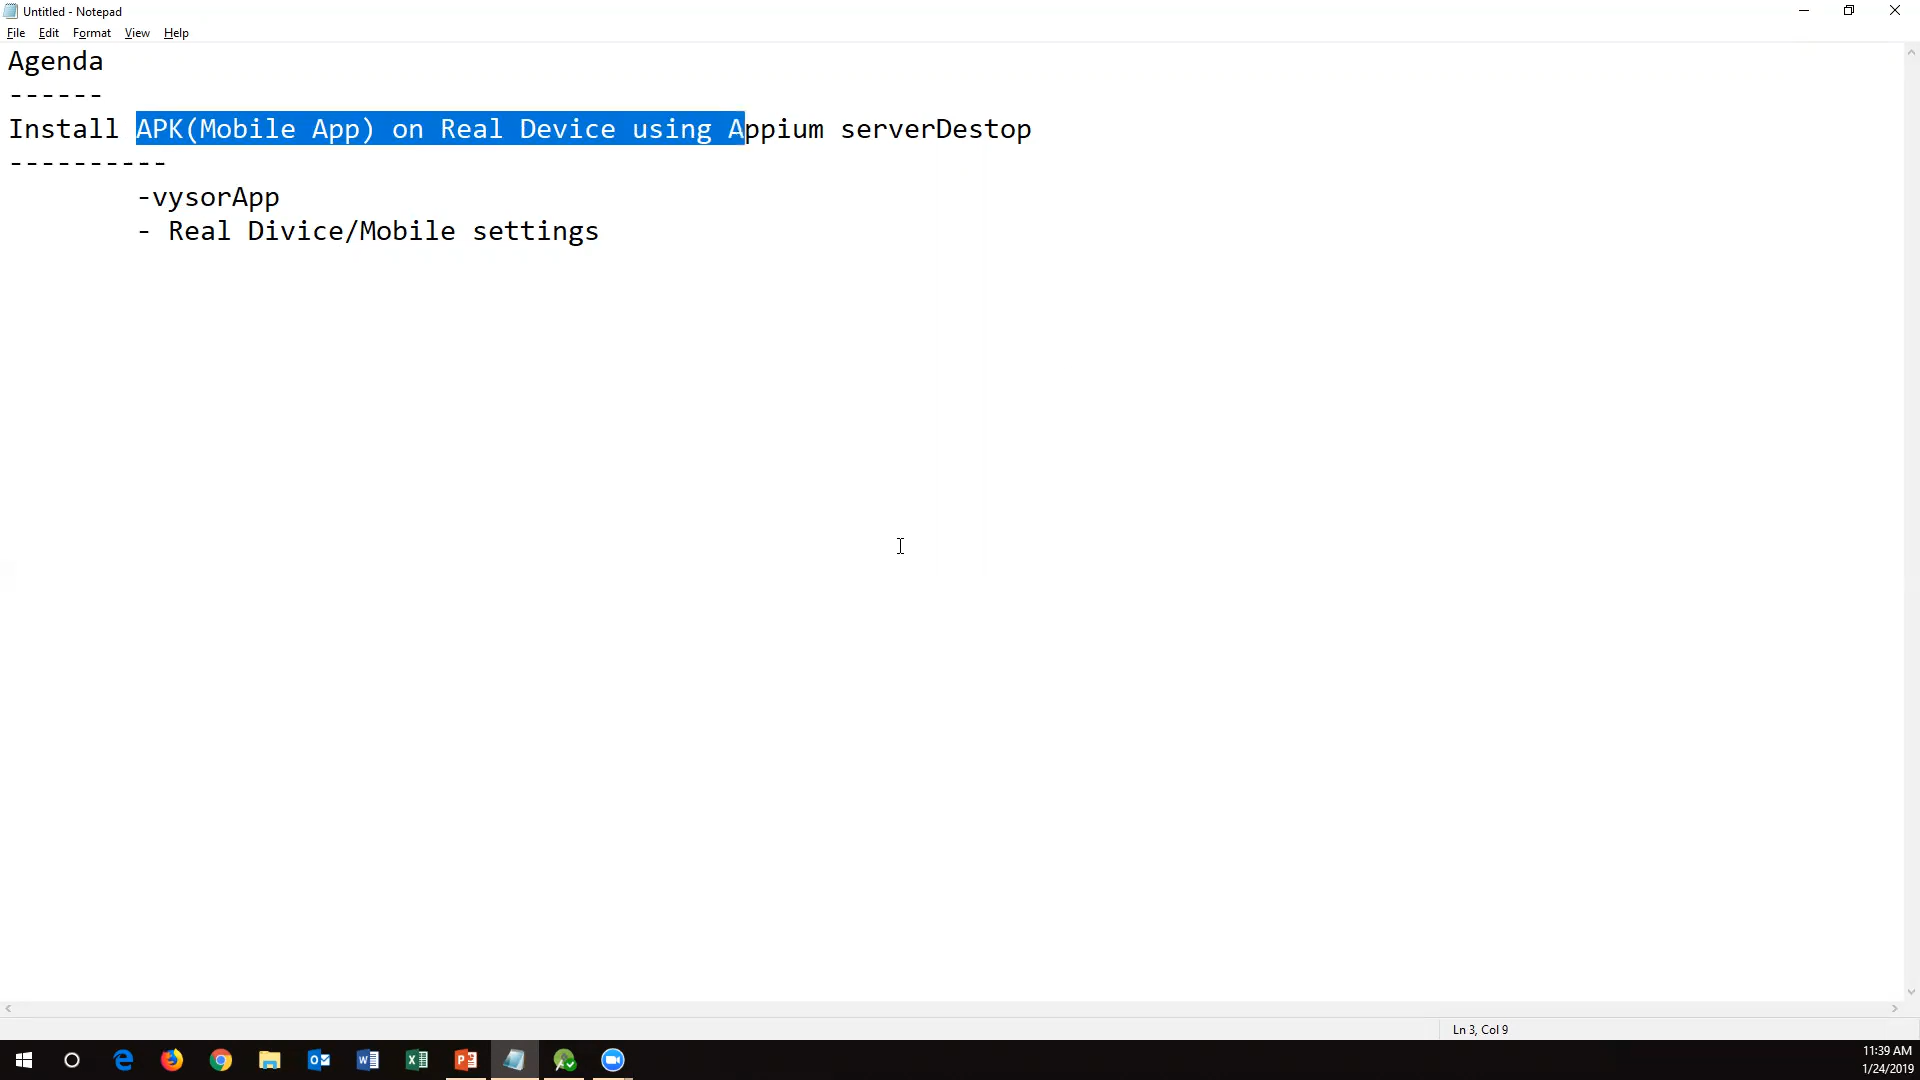 Untitled - Notepad
File Edit Format View Help
Agenda
------
Install APK(Mobile App) on Real Device using Appium serverDestop
----------
-vysorApp
- Real Divice/Mobile settings
Ln 3, Col 9
11:39 AM
1/24/2019